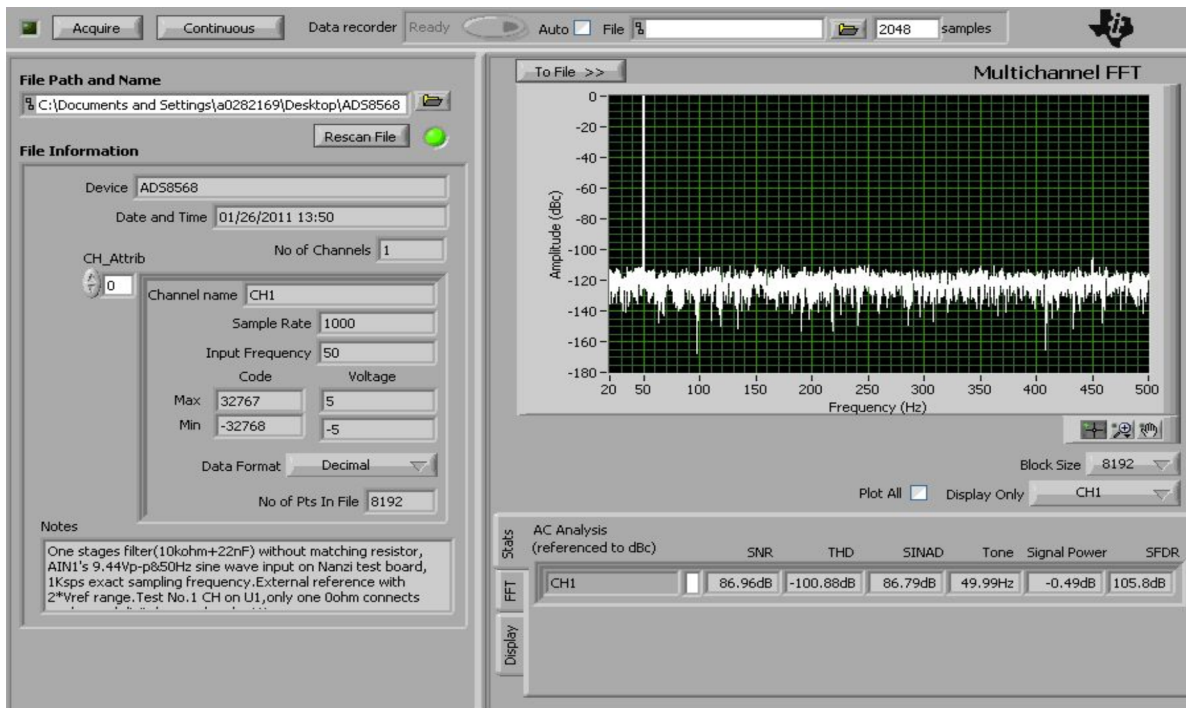 Acquire Continuous Data recorder Ready Auto File 2048 samples
File Path and Name
C:\Documents and Settings\a0282169\Desktop\ADS8568
Rescan File
File Information
Device ADS8568
Date and Time 01/26/2011 13:50
No of Channels 1
CH_Attrib
0
Channel name CH1
Sample Rate 1000
Input Frequency 50
Code Voltage
Max 32767 5
Min -32768 -5
Data Format Decimal
No of Pts In File 8192
Notes
One stages filter(10kohm+22nF) without matching resistor,
AIN1's 9.44Vp-p&50Hz sine wave input on Nanzi test board,
1Ksps exact sampling frequency.External reference with
2*Vref range.Test No.1 CH on U1,only one 0ohm connects
To File >>
Multichannel FFT
Amplitude (dBc)
0
-20
-40
-60
-80
-100
-120
-140
-160
-180
20 50 100 150 200 250 300 350 400 450 500
Frequency (Hz)
Block Size 8192
Plot All Display Only CH1
Stats
FFT
Display
AC Analysis
(referenced to dBc) SNR THD SINAD Tone Signal Power SFDR
CH1 86.96dB -100.88dB 86.79dB 49.99Hz -0.49dB 105.8dB